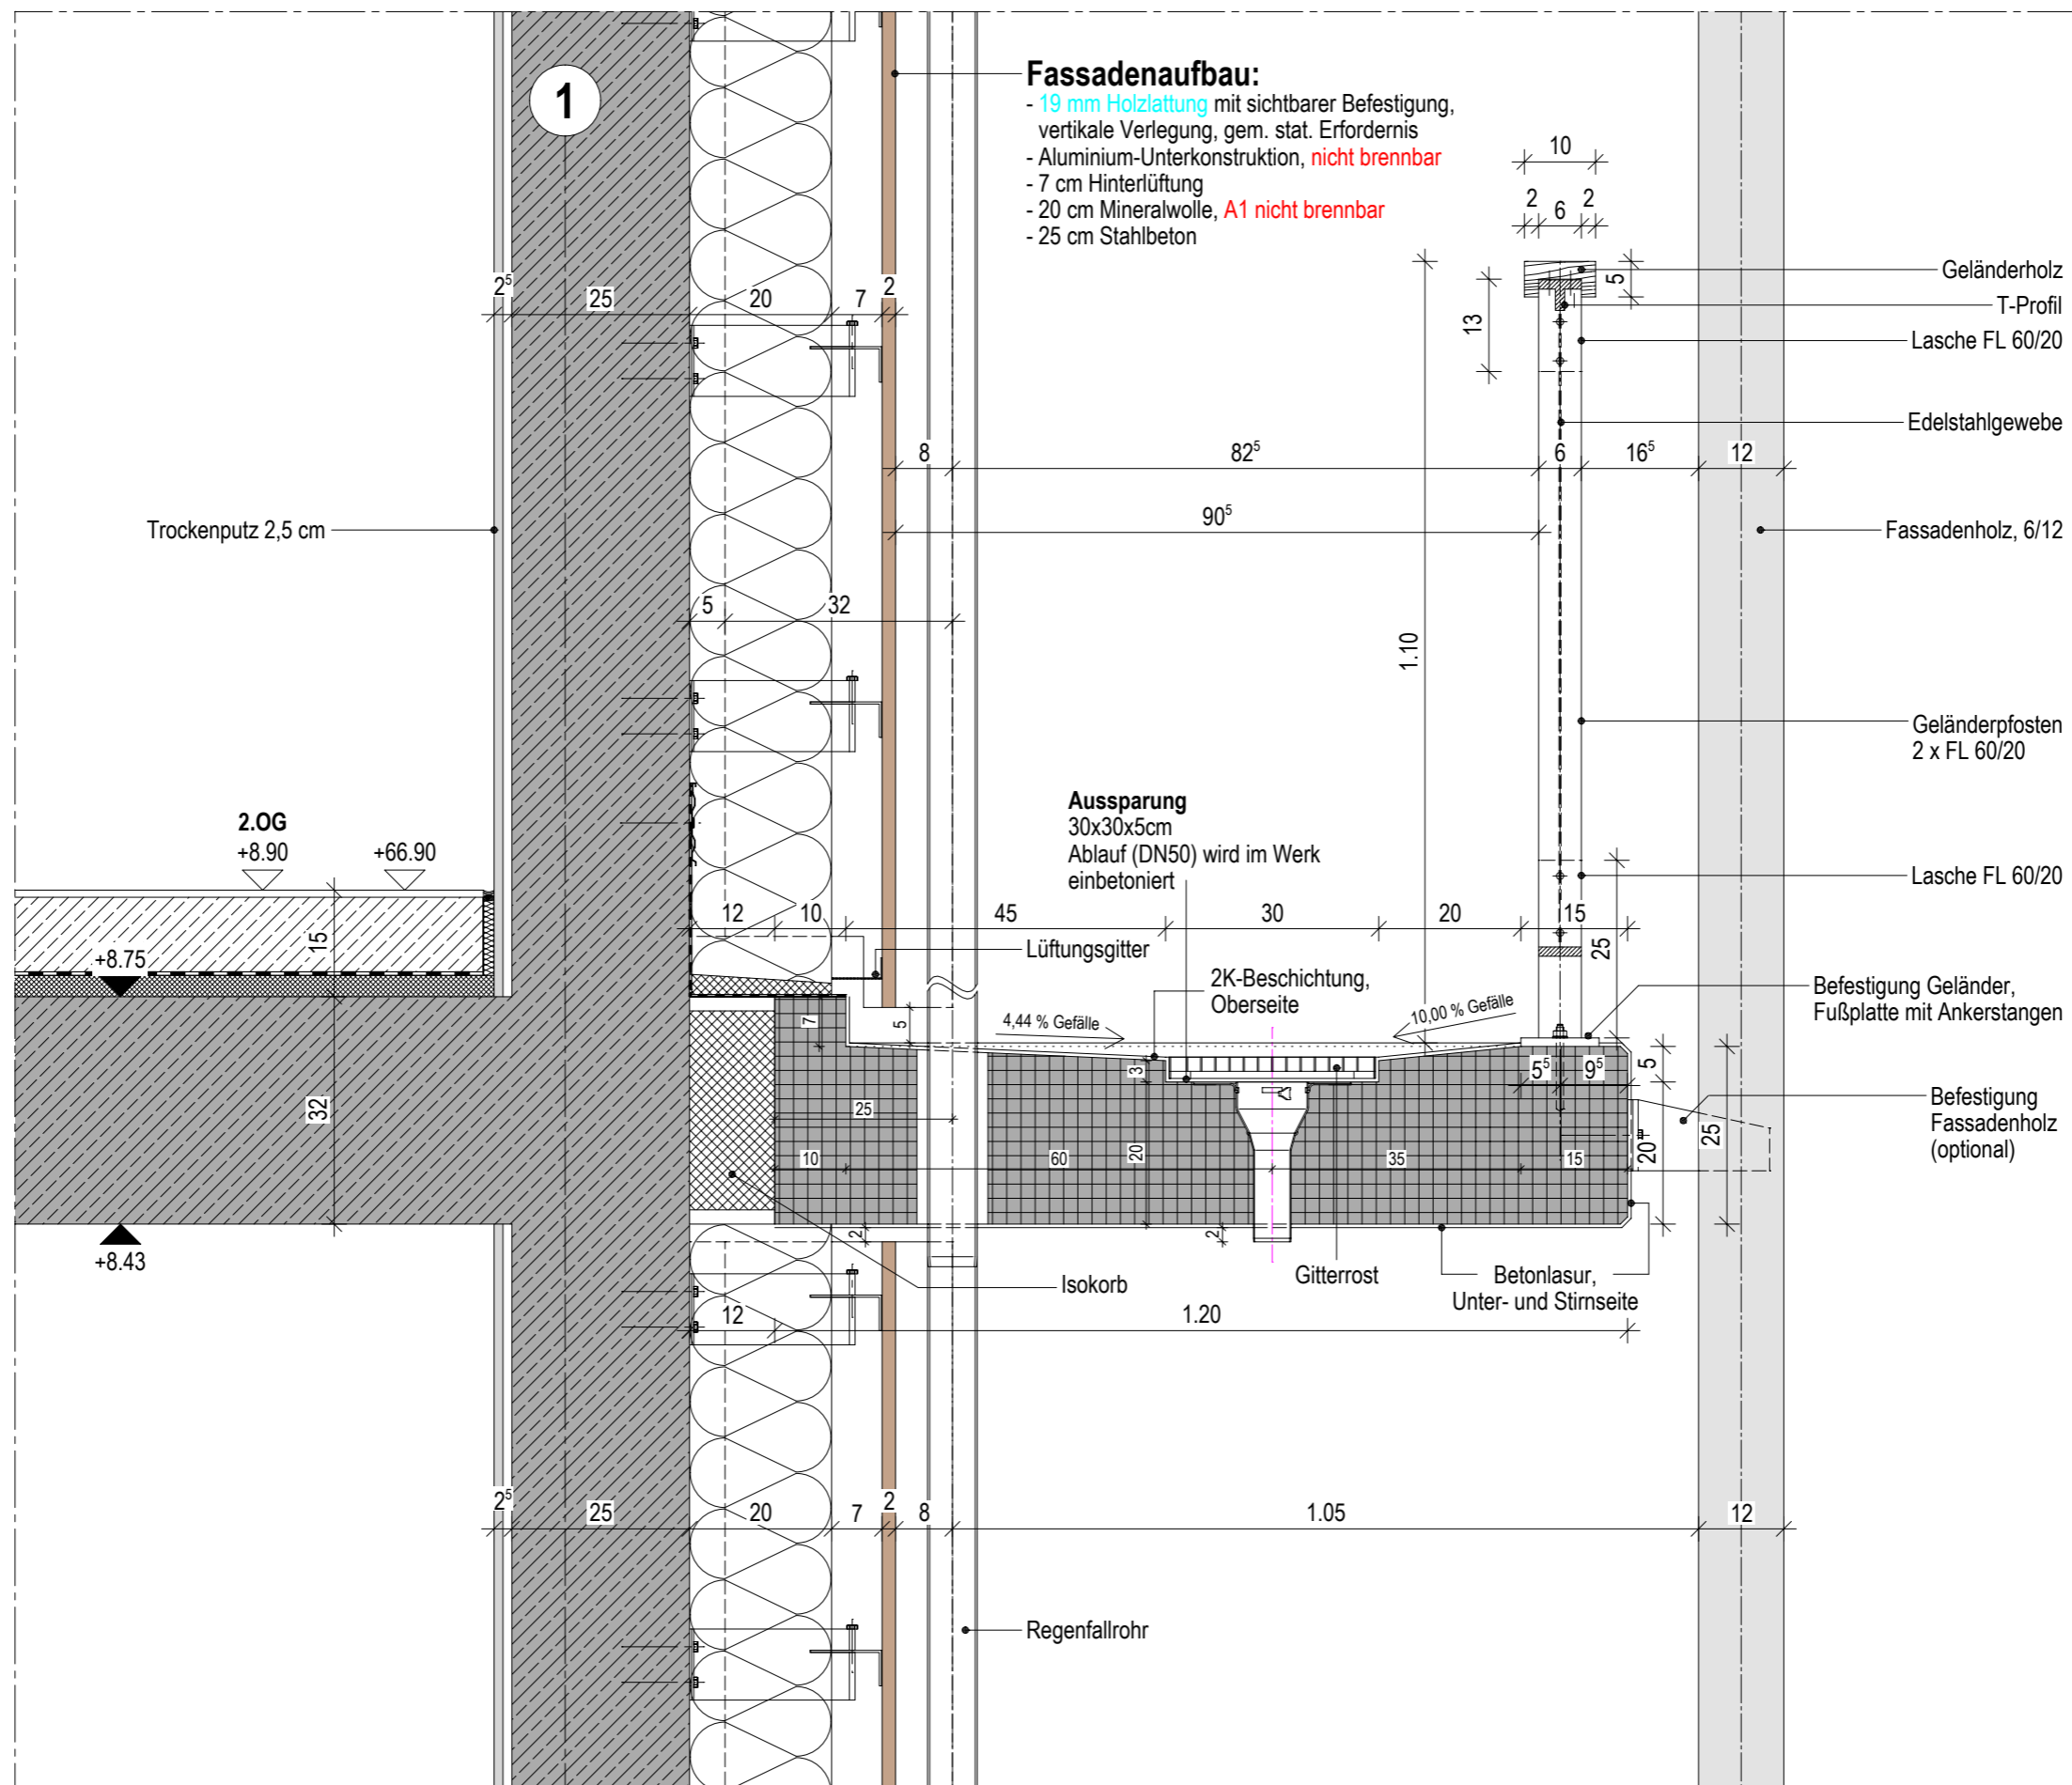 1
Fassadenaufbau:
- 19 mm Holzlattung mit sichtbarer Befestigung,
vertikale Verlegung, gem. stat. Erfordernis
- Aluminium-Unterkonstruktion, nicht brennbar
- 7 cm Hinterlüftung
- 20 cm Mineralwolle, A1 nicht brennbar
- 25 cm Stahlbeton
10
2 6 2
Geländerholz
5
T-Profil
2⁵ 25 20 7 2
13
Lasche FL 60/20
Edelstahlgewebe
8 82⁵ 6 16⁵ 12
90⁵
Trockenputz 2,5 cm
Fassadenholz, 6/12
5 32
1.10
Geländerpfosten
2 x FL 60/20
Aussparung
30x30x5cm
Ablauf (DN50) wird im Werk
einbetoniert
2.OG
+8.90 +66.90
Lasche FL 60/20
12 10 45 30 20 15
15
25
+8.75
Lüftungsgitter
2K-Beschichtung,
Oberseite
Befestigung Geländer,
Fußplatte mit Ankerstangen
7
5
4,44 % Gefälle
10,00 % Gefälle
3
5⁵ 9⁵
5
25
32
Befestigung
Fassadenholz
(optional)
20
25
20
10 60 35 15
2
2
+8.43
Isokorb
Gitterrost
Betonlasur,
Unter- und Stirnseite
12 1.20
2⁵ 25 20 7 2 8 1.05 12
Regenfallrohr